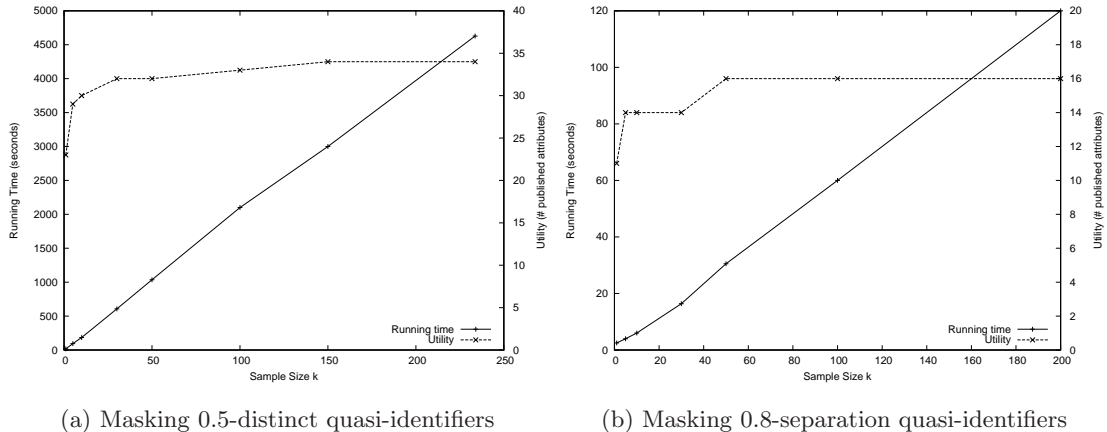 5000
4500
4000
3500
3000
2500
2000
1500
1000
500
0
Running Time (seconds)
40
35
30
25
20
15
10
5
0
Utility (# published attributes)
Running time
Utility
0 50 100 150 200 250
Sample Size k
(a) Masking 0.5-distinct quasi-identifiers
120
100
80
60
40
20
0
Running Time (seconds)
20
18
16
14
12
10
8
6
4
2
0
Utility (# published attributes)
Running time
Utility
0 20 40 60 80 100 120 140 160 180 200
Sample Size k
(b) Masking 0.8-separation quasi-identifiers